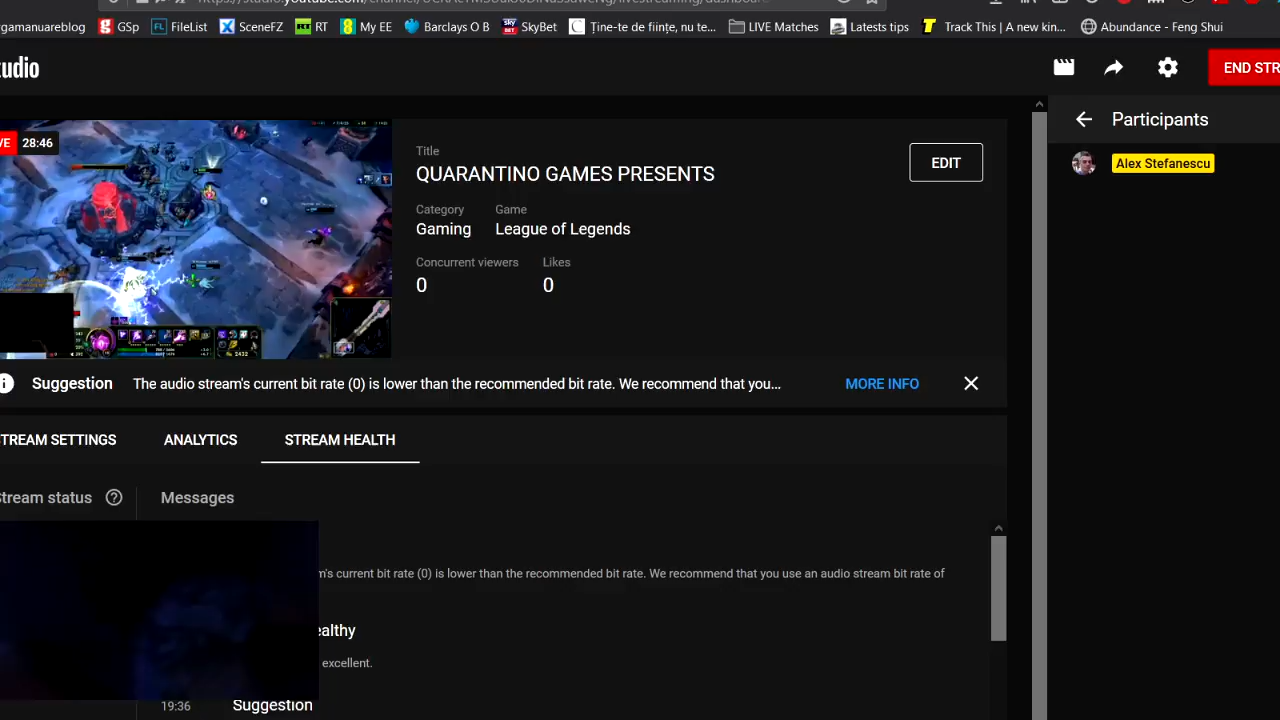 gamanuareblog GSp FileList SceneFZ RT My EE Barclays O B SkyBet Ține-te de ființe, nu te... LIVE Matches Latests tips Track This | A new kin... Abundance - Feng Shui
udio
END STR
Participants
VE 28:46
Title
QUARANTINO GAMES PRESENTS
EDIT
Alex Stefanescu
Category Game
Gaming League of Legends
Concurrent viewers Likes
0 0
Suggestion The audio stream's current bit rate (0) is lower than the recommended bit rate. We recommend that you... MORE INFO
TREAM SETTINGS ANALYTICS STREAM HEALTH
Stream status Messages
m's current bit rate (0) is lower than the recommended bit rate. We recommend that you use an audio stream bit rate of
ealthy
excellent.
19:36 Suggestion